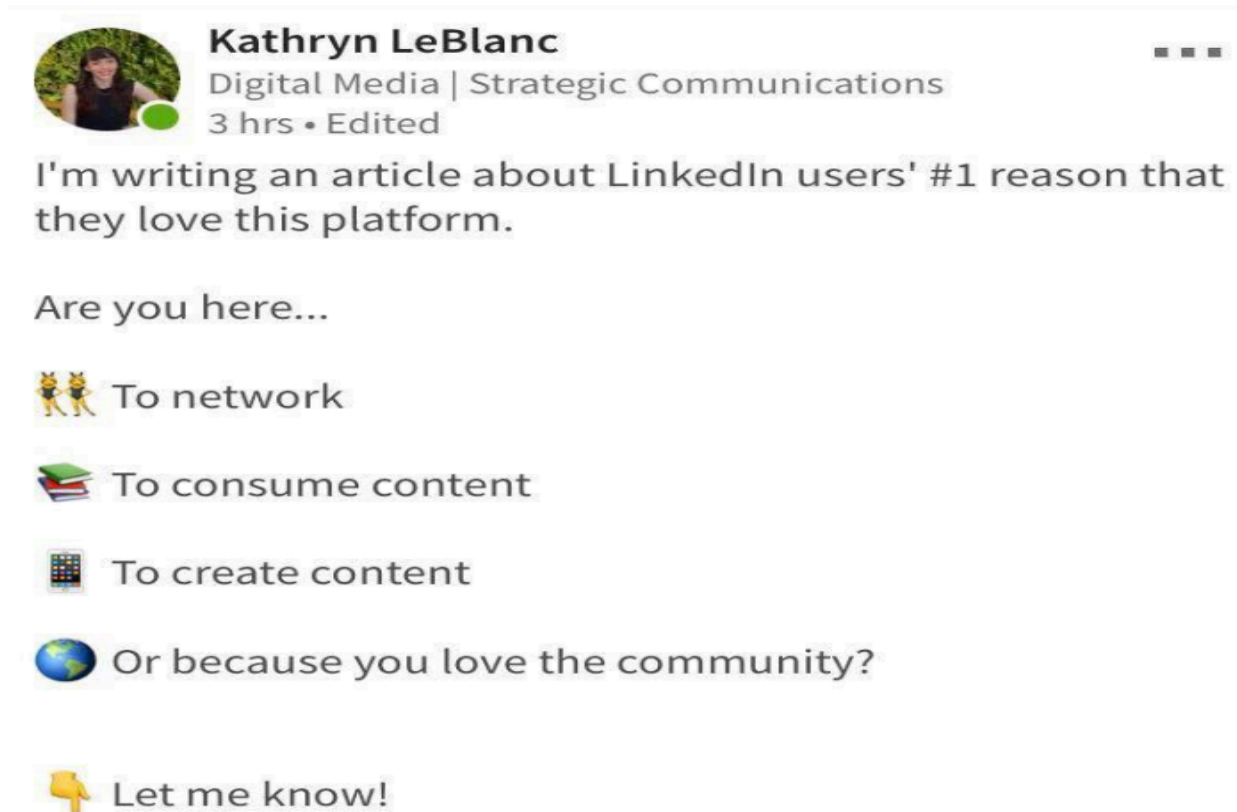 Kathryn LeBlanc
Digital Media | Strategic Communications
3 hrs • Edited
I'm writing an article about LinkedIn users' #1 reason that
they love this platform.
Are you here...
👯 To network
📚 To consume content
📱 To create content
🌎 Or because you love the community?
👇 Let me know!